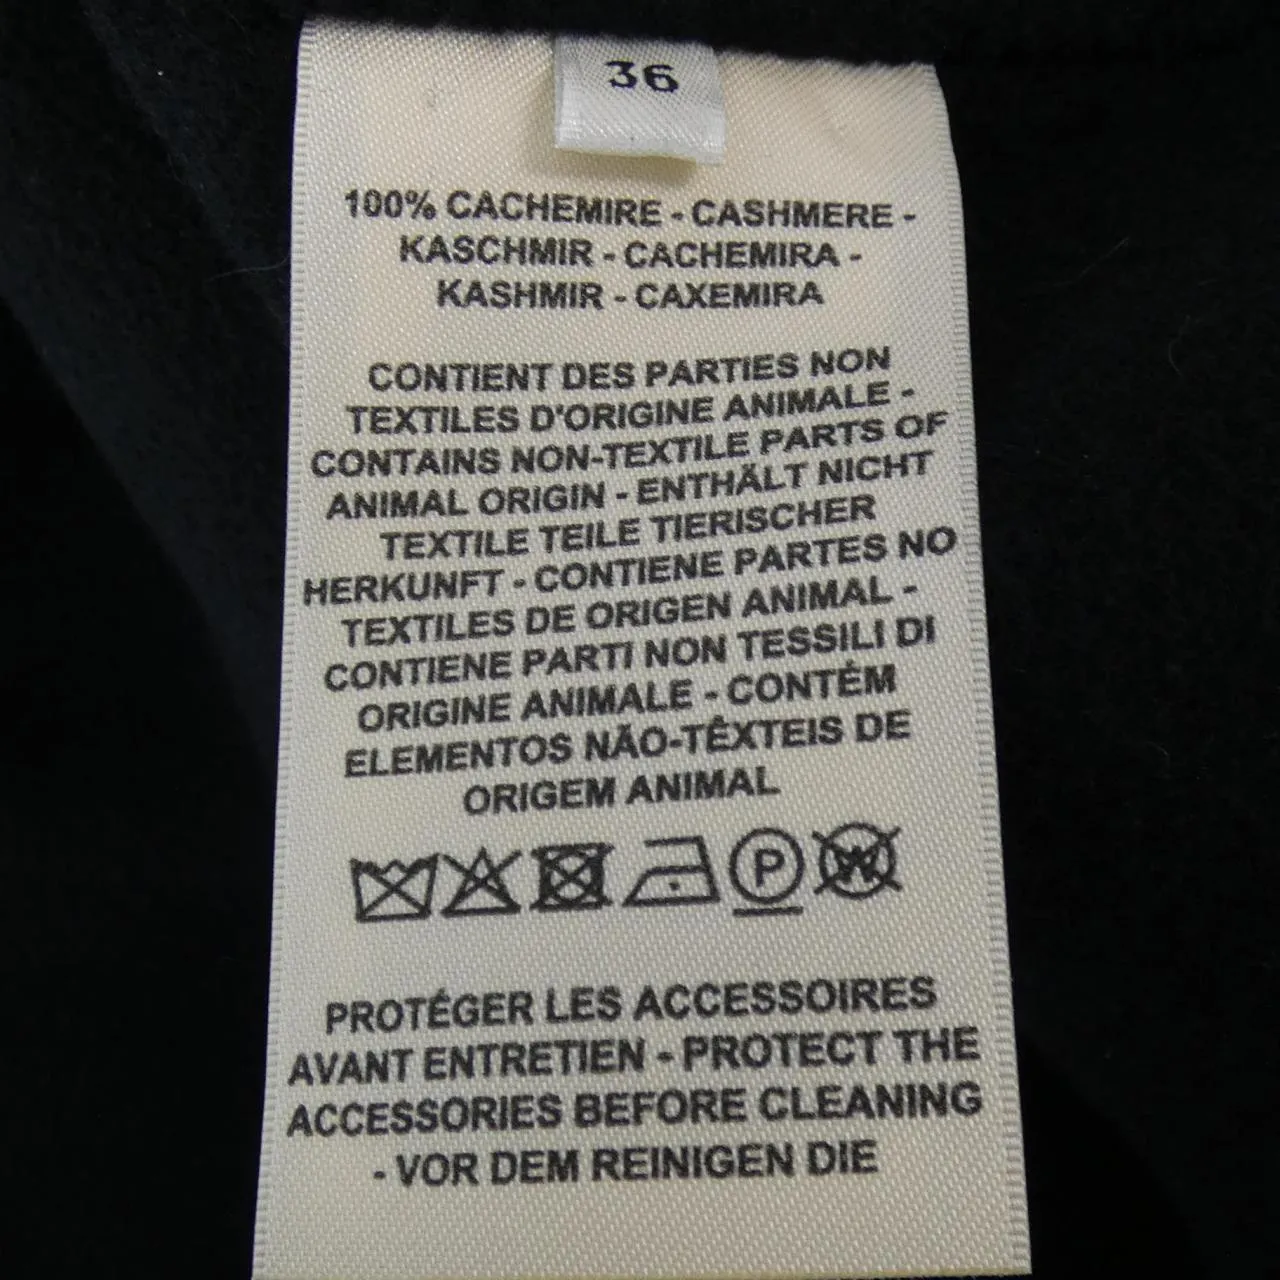 36
100% CACHEMIRE - CASHMERE -
KASCHMIR - CACHEMIRA -
KASHMIR - CAXEMIRA
CONTIENT DES PARTIES NON
TEXTILES D'ORIGINE ANIMALE -
CONTAINS NON-TEXTILE PARTS OF
ANIMAL ORIGIN - ENTHÄLT NICHT
TEXTILE TEILE TIERISCHER
HERKUNFT - CONTIENE PARTES NO
TEXTILES DE ORIGEN ANIMAL -
CONTIENE PARTI NON TESSILI DI
ORIGINE ANIMALE - CONTÉM
ELEMENTOS NÃO-TÊXTEIS DE
ORIGEM ANIMAL
P W
PROTÉGER LES ACCESSOIRES
AVANT ENTRETIEN - PROTECT THE
ACCESSORIES BEFORE CLEANING
- VOR DEM REINIGEN DIE